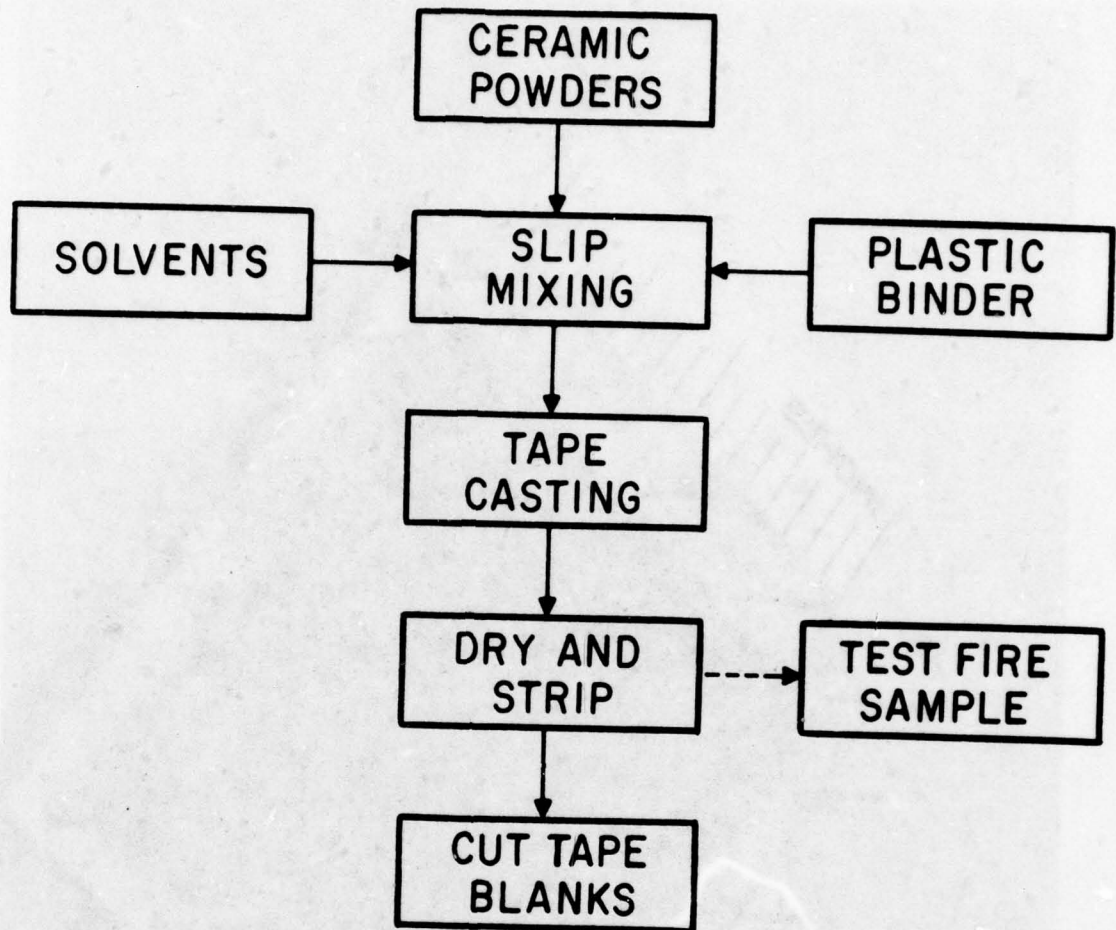 CERAMIC
POWDERS
SOLVENTS
SLIP
MIXING
PLASTIC
BINDER
TAPE
CASTING
DRY AND
STRIP
TEST FIRE
SAMPLE
CUT TAPE
BLANKS